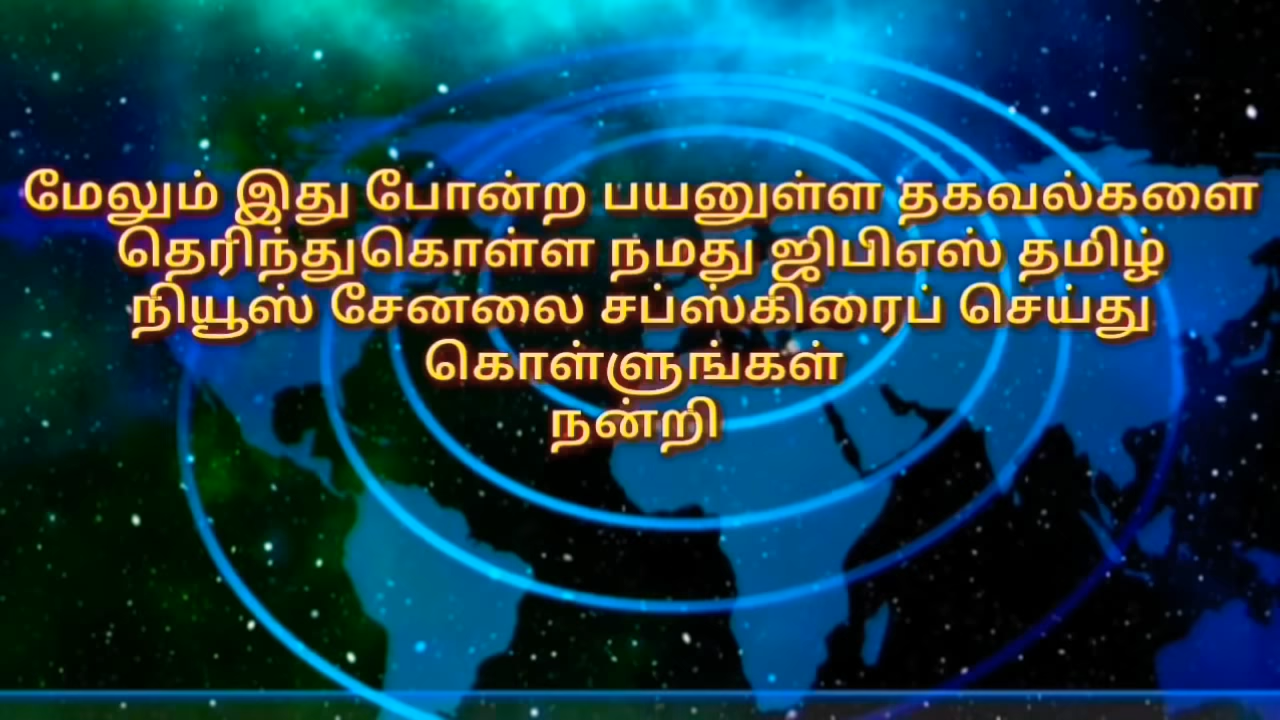 மேலும் இது போன்ற பயனுள்ள தகவல்களை
தெரிந்துகொள்ள நமது ஜிபிஎஸ் தமிழ்
நியூஸ் சேனலை சப்ஸ்கிரைப் செய்து
கொள்ளுங்கள்
நன்றி